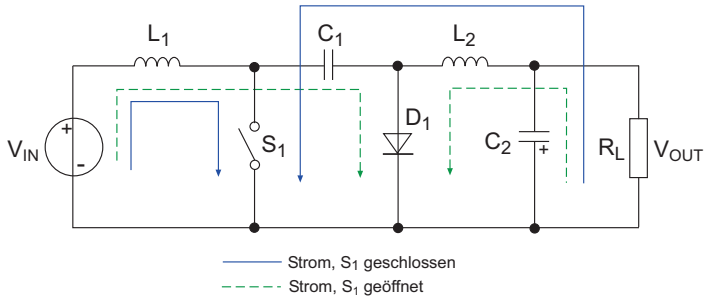 L1 C1 L2
VIN + - S1 D1 C2 + RL VOUT
Strom, S1 geschlossen
Strom, S1 geöffnet